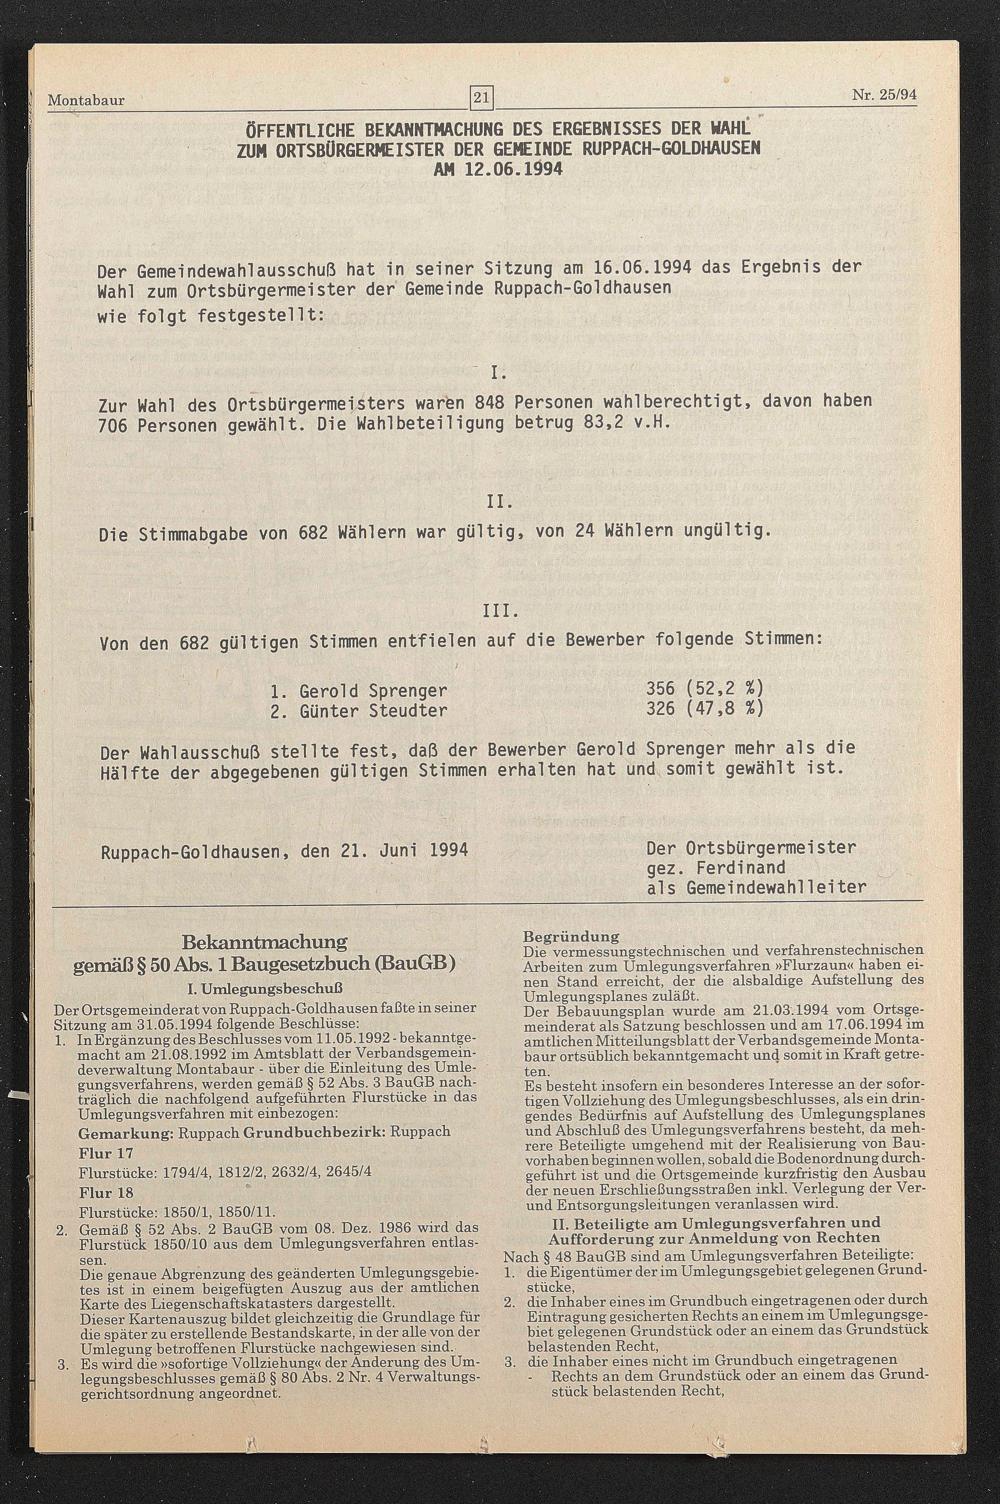 Montabaur
21
Nr. 25/94
ÖFFENTLICHE BEKANNTMACHUNG DES ERGEBNISSES DER WAHL
ZUM ORTSBÜRGERMEISTER DER GEMEINDE RUPPACH-GOLDHAUSEN
AM 12.06.1994
Der Gemeindewahlausschuß hat in seiner Sitzung am 16.06.1994 das Ergebnis der
Wahl zum Ortsbürgermeister der Gemeinde Ruppach-Goldhausen
wie folgt festgestellt:
I.
Zur Wahl des Ortsbürgermeisters waren 848 Personen wahlberechtigt, davon haben
706 Personen gewählt. Die Wahlbeteiligung betrug 83,2 v.H.
II.
Die Stimmabgabe von 682 Wählern war gültig, von 24 Wählern ungültig.
III.
Von den 682 gültigen Stimmen entfielen auf die Bewerber folgende Stimmen:
1. Gerold Sprenger 356 (52,2 %)
2. Günter Steudter 326 (47,8 %)
Der Wahlausschuß stellte fest, daß der Bewerber Gerold Sprenger mehr als die
Hälfte der abgegebenen gültigen Stimmen erhalten hat und somit gewählt ist.
Ruppach-Goldhausen, den 21. Juni 1994
Der Ortsbürgermeister
gez. Ferdinand
als Gemeindewahlleiter
Bekanntmachung
gemäß § 50 Abs. 1 Baugesetzbuch (BauGB)
I. Umlegungsbeschuß
Der Ortsgemeinderat von Ruppach-Goldhausen faßte in seiner
Sitzung am 31.05.1994 folgende Beschlüsse:
1. In Ergänzung des Beschlusses vom 11.05.1992 - bekanntge-
macht am 21.08.1992 im Amtsblatt der Verbandsgemein-
deverwaltung Montabaur - über die Einleitung des Umle-
gungsverfahrens, werden gemäß § 52 Abs. 3 BauGB nach-
träglich die nachfolgend aufgeführten Flurstücke in das
Umlegungsverfahren mit einbezogen:
Gemarkung: Ruppach Grundbuchbezirk: Ruppach
Flur 17
Flurstücke: 1794/4, 1812/2, 2632/4, 2645/4
Flur 18
Flurstücke: 1850/1, 1850/11.
2. Gemäß § 52 Abs. 2 BauGB vom 08. Dez. 1986 wird das
Flurstück 1850/10 aus dem Umlegungsverfahren entlas-
sen.
Die genaue Abgrenzung des geänderten Umlegungsgebie-
tes ist in einem beigefügten Auszug aus der amtlichen
Karte des Liegenschaftskatasters dargestellt.
Dieser Kartenauszug bildet gleichzeitig die Grundlage für
die später zu erstellende Bestandskarte, in der alle von der
Umlegung betroffenen Flurstücke nachgewiesen sind.
3. Es wird die »sofortige Vollziehung« der Änderung des Um-
legungsbeschlusses gemäß § 80 Abs. 2 Nr. 4 Verwaltungs-
gerichtsordnung angeordnet.
Begründung
Die vermessungstechnischen und verfahrenstechnischen
Arbeiten zum Umlegungsverfahren »Flurzaun« haben ei-
nen Stand erreicht, der die alsbaldige Aufstellung des
Umlegungsplanes zuläßt.
Der Bebauungsplan wurde am 21.03.1994 vom Ortsge-
meinderat als Satzung beschlossen und am 17.06.1994 im
amtlichen Mitteilungsblatt der Verbandsgemeinde Monta-
baur ortsüblich bekanntgemacht und somit in Kraft getre-
ten.
Es besteht insofern ein besonderes Interesse an der sofor-
tigen Vollziehung des Umlegungsbeschlusses, als ein drin-
gendes Bedürfnis auf Aufstellung des Umlegungsplanes
und Abschluß des Umlegungsverfahrens besteht, da meh-
rere Beteiligte umgehend mit der Realisierung von Bau-
vorhaben beginnen wollen, sobald die Bodenordnung durch-
geführt ist und die Ortsgemeinde kurzfristig den Ausbau
der neuen Erschließungsstraßen inkl. Verlegung der Ver-
und Entsorgungsleitungen veranlassen wird.
II. Beteiligte am Umlegungsverfahren und
Aufforderung zur Anmeldung von Rechten
Nach § 48 BauGB sind am Umlegungsverfahren Beteiligte:
1. die Eigentümer der im Umlegungsgebiet gelegenen Grund-
stücke,
2. die Inhaber eines im Grundbuch eingetragenen oder durch
Eintragung gesicherten Rechts an einem im Umlegungsge-
biet gelegenen Grundstück oder an einem das Grundstück
belastenden Recht,
3. die Inhaber eines nicht im Grundbuch eingetragenen
- Rechts an dem Grundstück oder an einem das Grund-
stück belastenden Recht,